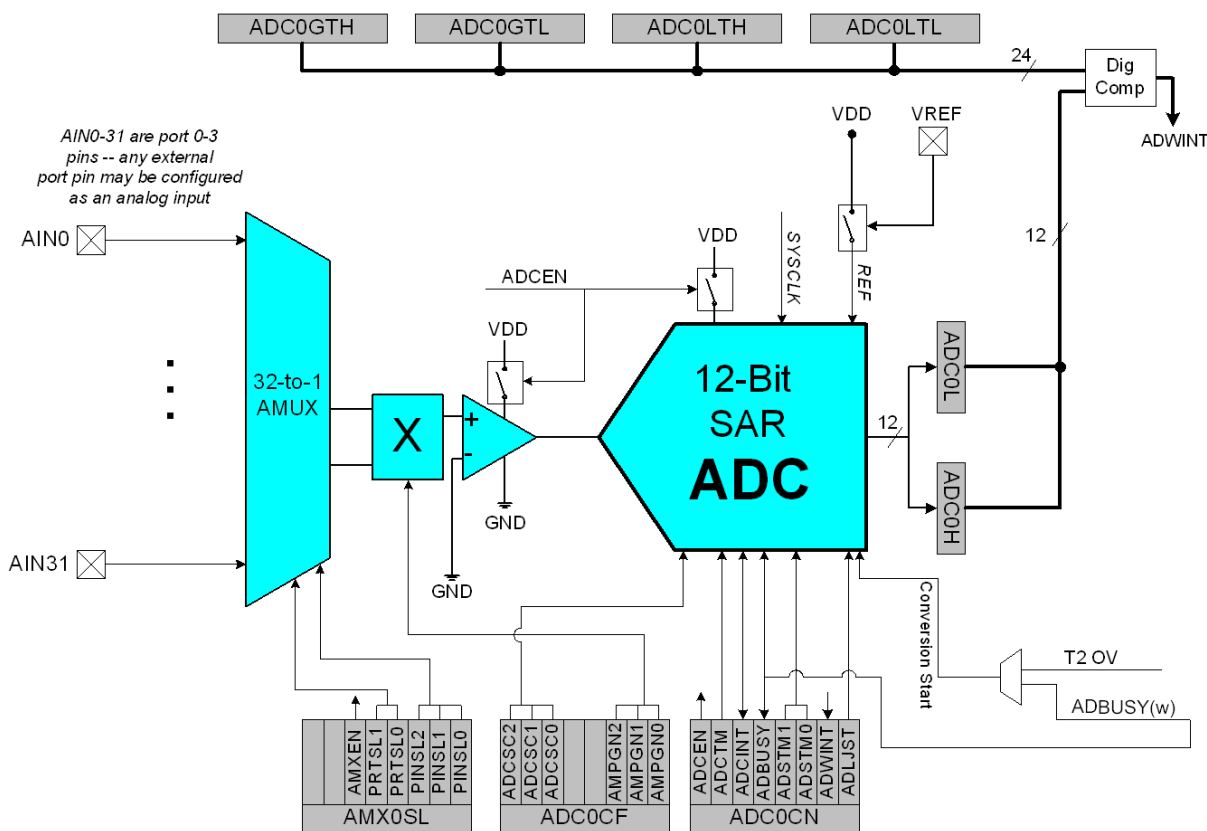 ADC0GTH
ADC0GTL
ADC0LTH
ADC0LTL
24
Dig
Comp
ADWINT
AIN0-31 are port 0-3
pins -- any external
port pin may be configured
as an analog input
VDD
VREF
AIN0
VDD
SYSCLK
REF
12
ADCEN
VDD
32-to-1
AMUX
X
+
-
12-Bit
SAR
ADC
12
ADC0L
ADC0H
GND
GND
AIN31
Conversion Start
T2 OV
ADBUSY(w)
AMXEN
PRTSL1
PRTSL0
PINSL2
PINSL1
PINSL0
AMX0SL
ADCSC2
ADCSC1
ADCSC0
AMPGN2
AMPGN1
AMPGN0
ADC0CF
ADCEN
ADCTM
ADCINT
ADBUSY
ADSTM1
ADSTM0
ADWINT
ADLJST
ADC0CN